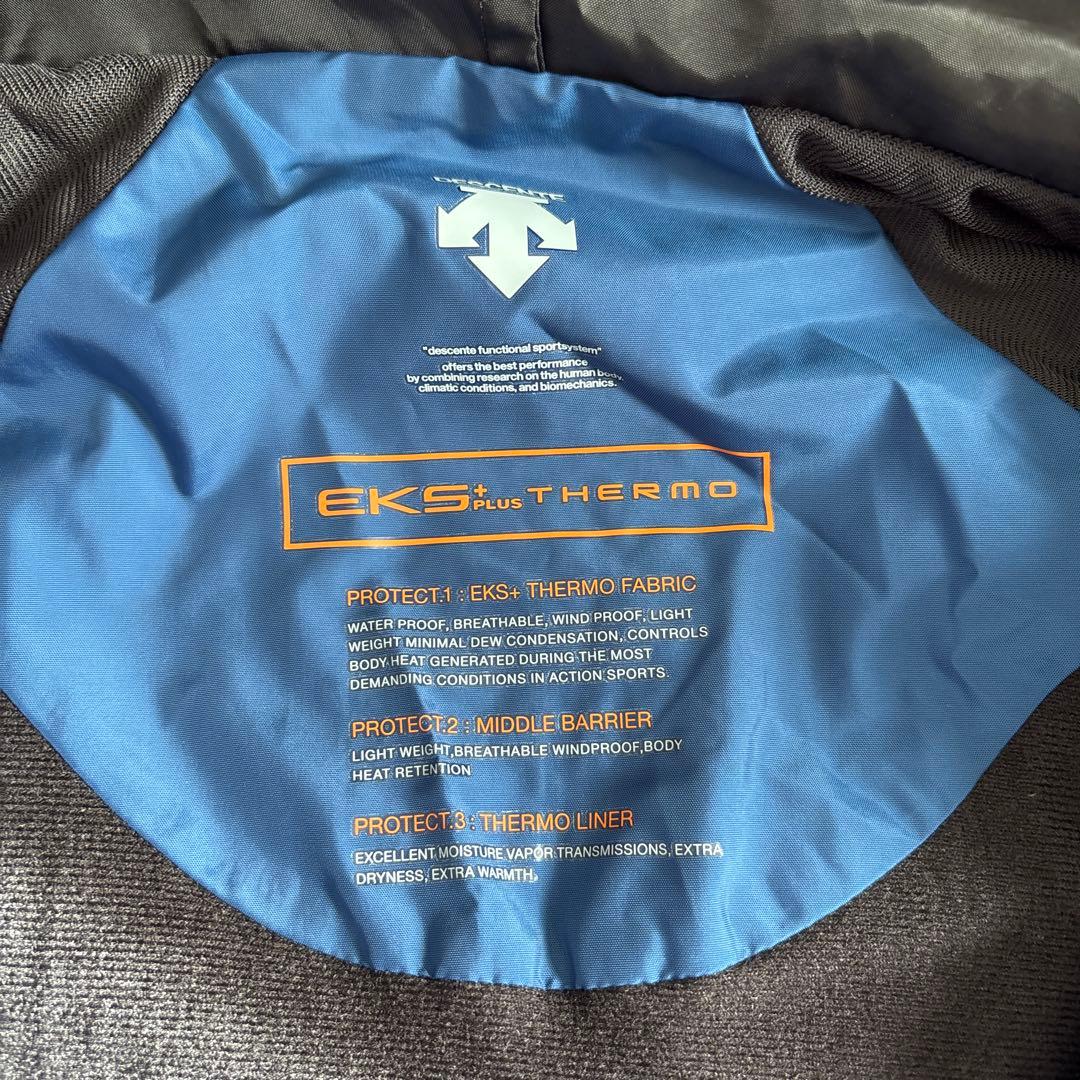 DESCENTE
"descente functional sportsystem"
offers the best performance
by combining research on the human body,
climatic conditions, and biomechanics.
EKS+ PLUS THERMO
PROTECT.1 : EKS+ THERMO FABRIC
WATER PROOF, BREATHABLE, WIND PROOF, LIGHT
WEIGHT MINIMAL DEW CONDENSATION, CONTROLS
BODY HEAT GENERATED DURING THE MOST
DEMANDING CONDITIONS IN ACTION SPORTS.
PROTECT.2 : MIDDLE BARRIER
LIGHT WEIGHT,BREATHABLE WINDPROOF,BODY
HEAT RETENTION
PROTECT.3 : THERMO LINER
EXCELLENT MOISTURE VAPOR TRANSMISSIONS, EXTRA
DRYNESS, EXTRA WARMTH,